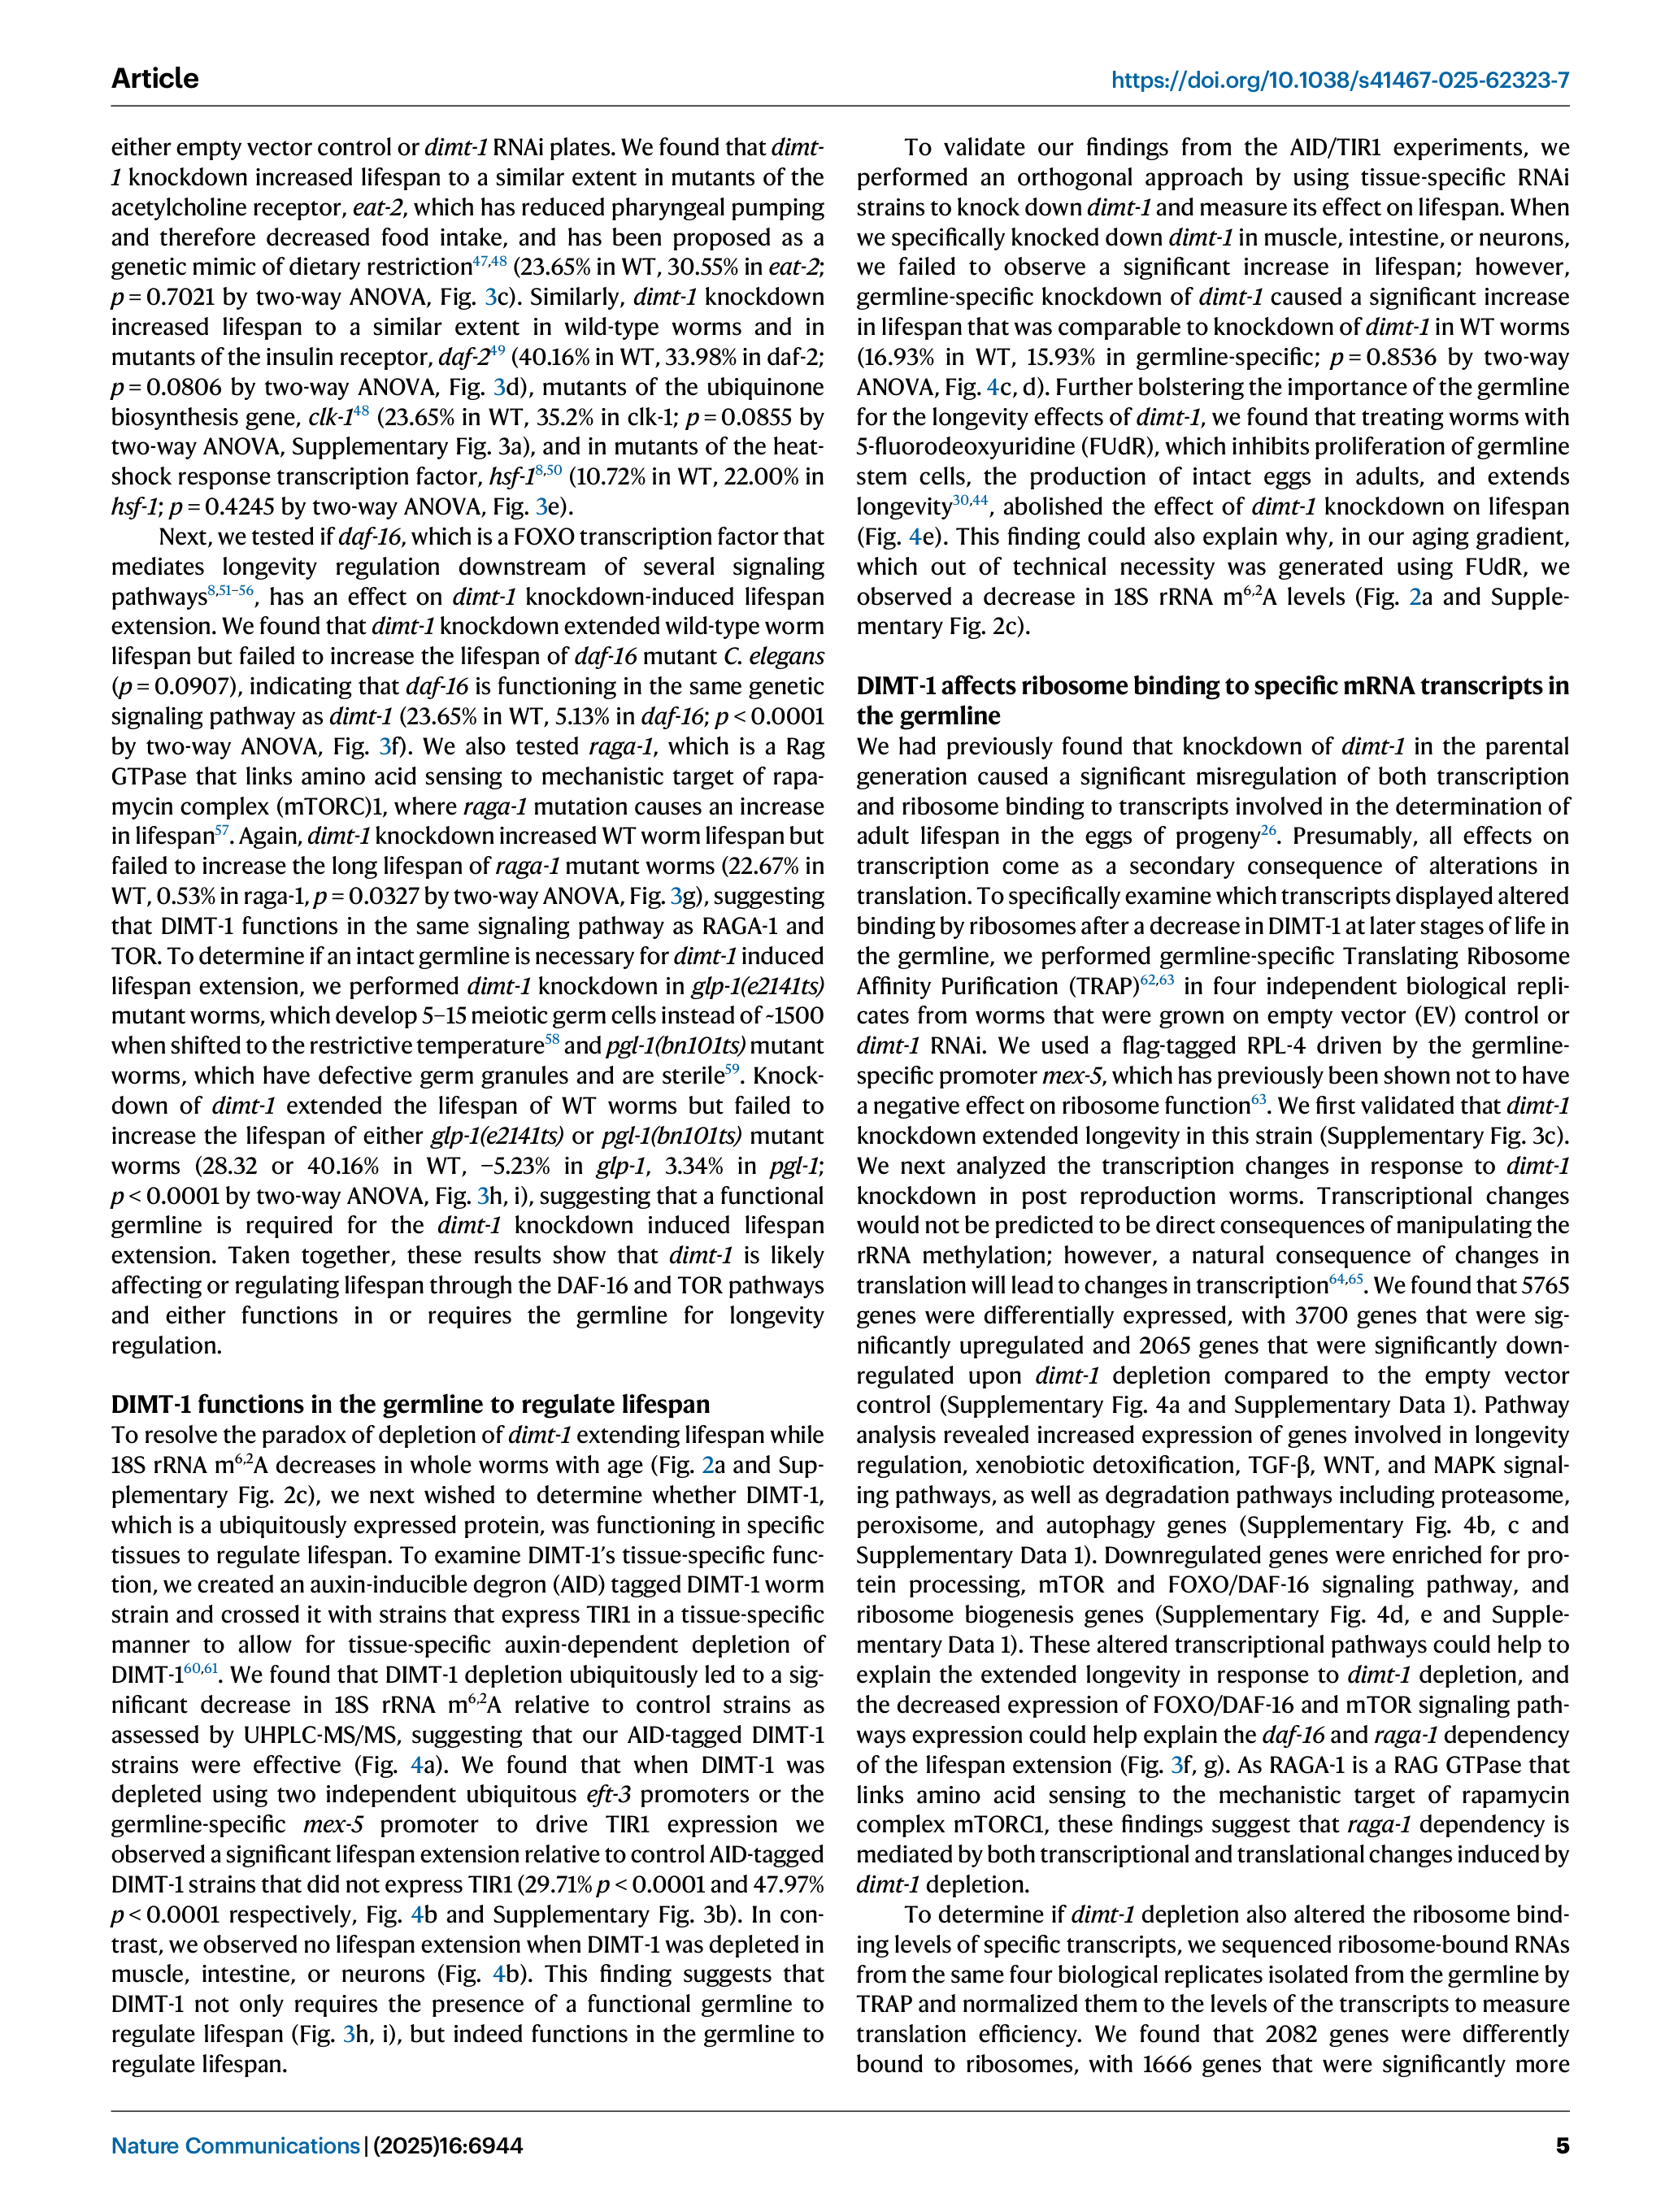 Article
https://doi.org/10.1038/s41467-025-62323-7
either empty vector control or dimt-1 RNAi plates. We found that dimt-
1 knockdown increased lifespan to a similar extent in mutants of the
acetylcholine receptor, eat-2, which has reduced pharyngeal pumping
and therefore decreased food intake, and has been proposed as a
genetic mimic of dietary restriction47,48 (23.65% in WT, 30.55% in eat-2;
p = 0.7021 by two-way ANOVA, Fig. 3c). Similarly, dimt-1 knockdown
increased lifespan to a similar extent in wild-type worms and in
mutants of the insulin receptor, daf-249 (40.16% in WT, 33.98% in daf-2;
p = 0.0806 by two-way ANOVA, Fig. 3d), mutants of the ubiquinone
biosynthesis gene, clk-148 (23.65% in WT, 35.2% in clk-1; p = 0.0855 by
two-way ANOVA, Supplementary Fig. 3a), and in mutants of the heat-
shock response transcription factor, hsf-18,50 (10.72% in WT, 22.00% in
hsf-1; p = 0.4245 by two-way ANOVA, Fig. 3e).
Next, we tested if daf-16, which is a FOXO transcription factor that
mediates longevity regulation downstream of several signaling
pathways8,51–56, has an effect on dimt-1 knockdown-induced lifespan
extension. We found that dimt-1 knockdown extended wild-type worm
lifespan but failed to increase the lifespan of daf-16 mutant C. elegans
(p = 0.0907), indicating that daf-16 is functioning in the same genetic
signaling pathway as dimt-1 (23.65% in WT, 5.13% in daf-16; p < 0.0001
by two-way ANOVA, Fig. 3f). We also tested raga-1, which is a Rag
GTPase that links amino acid sensing to mechanistic target of rapa-
mycin complex (mTORC)1, where raga-1 mutation causes an increase
in lifespan57. Again, dimt-1 knockdown increased WT worm lifespan but
failed to increase the long lifespan of raga-1 mutant worms (22.67% in
WT, 0.53% in raga-1, p = 0.0327 by two-way ANOVA, Fig. 3g), suggesting
that DIMT-1 functions in the same signaling pathway as RAGA-1 and
TOR. To determine if an intact germline is necessary for dimt-1 induced
lifespan extension, we performed dimt-1 knockdown in glp-1(e2141ts)
mutant worms, which develop 5–15 meiotic germ cells instead of ~1500
when shifted to the restrictive temperature58 and pgl-1(bn101ts) mutant
worms, which have defective germ granules and are sterile59. Knock-
down of dimt-1 extended the lifespan of WT worms but failed to
increase the lifespan of either glp-1(e2141ts) or pgl-1(bn101ts) mutant
worms (28.32 or 40.16% in WT, −5.23% in glp-1, 3.34% in pgl-1;
p < 0.0001 by two-way ANOVA, Fig. 3h, i), suggesting that a functional
germline is required for the dimt-1 knockdown induced lifespan
extension. Taken together, these results show that dimt-1 is likely
affecting or regulating lifespan through the DAF-16 and TOR pathways
and either functions in or requires the germline for longevity
regulation.
DIMT-1 functions in the germline to regulate lifespan
To resolve the paradox of depletion of dimt-1 extending lifespan while
18S rRNA m6,2A decreases in whole worms with age (Fig. 2a and Sup-
plementary Fig. 2c), we next wished to determine whether DIMT-1,
which is a ubiquitously expressed protein, was functioning in specific
tissues to regulate lifespan. To examine DIMT-1’s tissue-specific func-
tion, we created an auxin-inducible degron (AID) tagged DIMT-1 worm
strain and crossed it with strains that express TIR1 in a tissue-specific
manner to allow for tissue-specific auxin-dependent depletion of
DIMT-160,61. We found that DIMT-1 depletion ubiquitously led to a sig-
nificant decrease in 18S rRNA m6,2A relative to control strains as
assessed by UHPLC-MS/MS, suggesting that our AID-tagged DIMT-1
strains were effective (Fig. 4a). We found that when DIMT-1 was
depleted using two independent ubiquitous eft-3 promoters or the
germline-specific mex-5 promoter to drive TIR1 expression we
observed a significant lifespan extension relative to control AID-tagged
DIMT-1 strains that did not express TIR1 (29.71% p < 0.0001 and 47.97%
p < 0.0001 respectively, Fig. 4b and Supplementary Fig. 3b). In con-
trast, we observed no lifespan extension when DIMT-1 was depleted in
muscle, intestine, or neurons (Fig. 4b). This finding suggests that
DIMT-1 not only requires the presence of a functional germline to
regulate lifespan (Fig. 3h, i), but indeed functions in the germline to
regulate lifespan.
To validate our findings from the AID/TIR1 experiments, we
performed an orthogonal approach by using tissue-specific RNAi
strains to knock down dimt-1 and measure its effect on lifespan. When
we specifically knocked down dimt-1 in muscle, intestine, or neurons,
we failed to observe a significant increase in lifespan; however,
germline-specific knockdown of dimt-1 caused a significant increase
in lifespan that was comparable to knockdown of dimt-1 in WT worms
(16.93% in WT, 15.93% in germline-specific; p = 0.8536 by two-way
ANOVA, Fig. 4c, d). Further bolstering the importance of the germline
for the longevity effects of dimt-1, we found that treating worms with
5-fluorodeoxyuridine (FUdR), which inhibits proliferation of germline
stem cells, the production of intact eggs in adults, and extends
longevity30,44, abolished the effect of dimt-1 knockdown on lifespan
(Fig. 4e). This finding could also explain why, in our aging gradient,
which out of technical necessity was generated using FUdR, we
observed a decrease in 18S rRNA m6,2A levels (Fig. 2a and Supple-
mentary Fig. 2c).
DIMT-1 affects ribosome binding to specific mRNA transcripts in
the germline
We had previously found that knockdown of dimt-1 in the parental
generation caused a significant misregulation of both transcription
and ribosome binding to transcripts involved in the determination of
adult lifespan in the eggs of progeny26. Presumably, all effects on
transcription come as a secondary consequence of alterations in
translation. To specifically examine which transcripts displayed altered
binding by ribosomes after a decrease in DIMT-1 at later stages of life in
the germline, we performed germline-specific Translating Ribosome
Affinity Purification (TRAP)62,63 in four independent biological repli-
cates from worms that were grown on empty vector (EV) control or
dimt-1 RNAi. We used a flag-tagged RPL-4 driven by the germline-
specific promoter mex-5, which has previously been shown not to have
a negative effect on ribosome function63. We first validated that dimt-1
knockdown extended longevity in this strain (Supplementary Fig. 3c).
We next analyzed the transcription changes in response to dimt-1
knockdown in post reproduction worms. Transcriptional changes
would not be predicted to be direct consequences of manipulating the
rRNA methylation; however, a natural consequence of changes in
translation will lead to changes in transcription64,65. We found that 5765
genes were differentially expressed, with 3700 genes that were sig-
nificantly upregulated and 2065 genes that were significantly down-
regulated upon dimt-1 depletion compared to the empty vector
control (Supplementary Fig. 4a and Supplementary Data 1). Pathway
analysis revealed increased expression of genes involved in longevity
regulation, xenobiotic detoxification, TGF-β, WNT, and MAPK signal-
ing pathways, as well as degradation pathways including proteasome,
peroxisome, and autophagy genes (Supplementary Fig. 4b, c and
Supplementary Data 1). Downregulated genes were enriched for pro-
tein processing, mTOR and FOXO/DAF-16 signaling pathway, and
ribosome biogenesis genes (Supplementary Fig. 4d, e and Supple-
mentary Data 1). These altered transcriptional pathways could help to
explain the extended longevity in response to dimt-1 depletion, and
the decreased expression of FOXO/DAF-16 and mTOR signaling path-
ways expression could help explain the daf-16 and raga-1 dependency
of the lifespan extension (Fig. 3f, g). As RAGA-1 is a RAG GTPase that
links amino acid sensing to the mechanistic target of rapamycin
complex mTORC1, these findings suggest that raga-1 dependency is
mediated by both transcriptional and translational changes induced by
dimt-1 depletion.
To determine if dimt-1 depletion also altered the ribosome bind-
ing levels of specific transcripts, we sequenced ribosome-bound RNAs
from the same four biological replicates isolated from the germline by
TRAP and normalized them to the levels of the transcripts to measure
translation efficiency. We found that 2082 genes were differently
bound to ribosomes, with 1666 genes that were significantly more
Nature Communications | (2025)16:6944
5